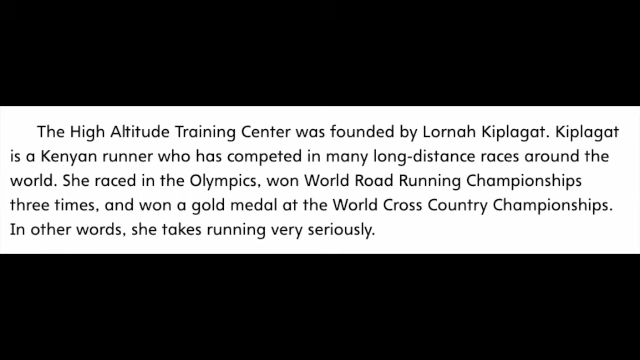 The High Altitude Training Center was founded by Lornah Kiplagat. Kiplagat
is a Kenyan runner who has competed in many long-distance races around the
world. She raced in the Olympics, won World Road Running Championships
three times, and won a gold medal at the World Cross Country Championships.
In other words, she takes running very seriously.